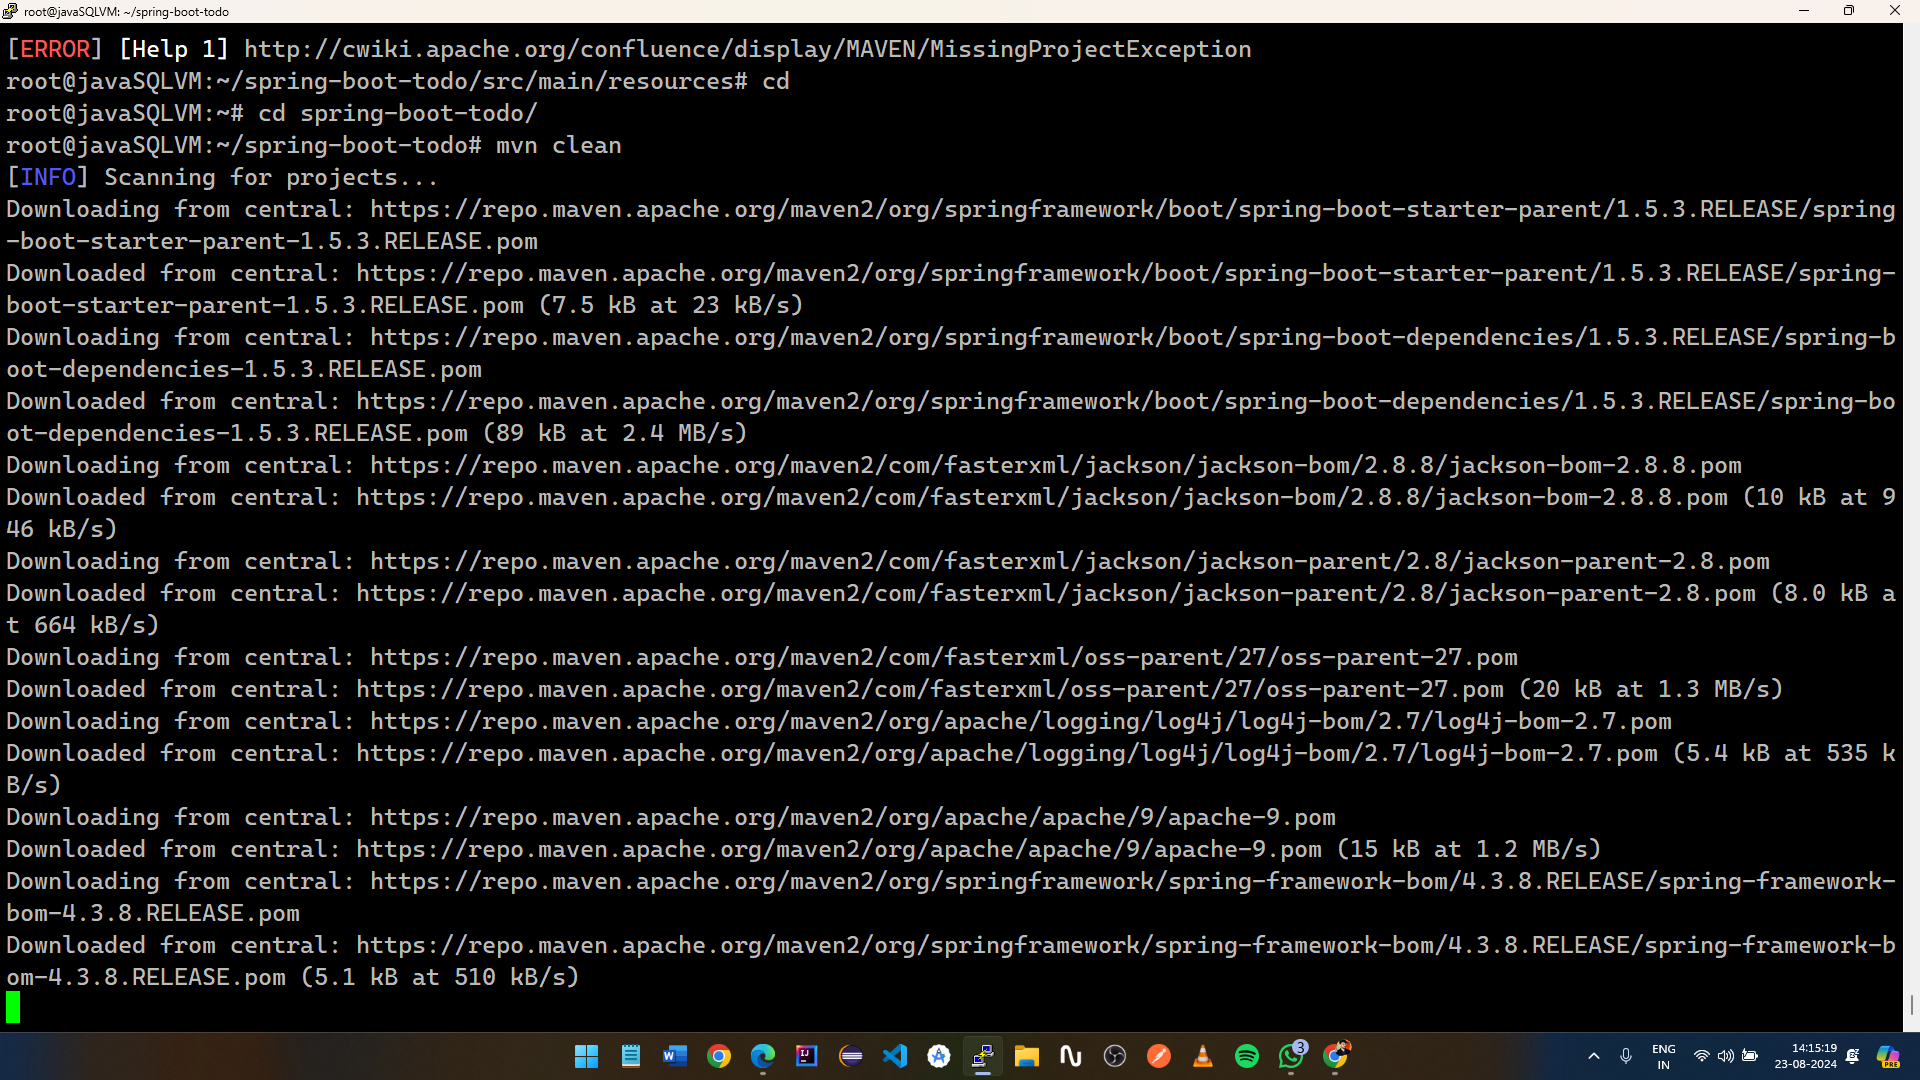 root@javaSQLVM: ~/spring-boot-todo
[ERROR] [Help 1] http://cwiki.apache.org/confluence/display/MAVEN/MissingProjectException
root@javaSQLVM:~/spring-boot-todo/src/main/resources# cd
root@javaSQLVM:~# cd spring-boot-todo/
root@javaSQLVM:~/spring-boot-todo# mvn clean
[INFO] Scanning for projects...
Downloading from central: https://repo.maven.apache.org/maven2/org/springframework/boot/spring-boot-starter-parent/1.5.3.RELEASE/spring
-boot-starter-parent-1.5.3.RELEASE.pom
Downloaded from central: https://repo.maven.apache.org/maven2/org/springframework/boot/spring-boot-starter-parent/1.5.3.RELEASE/spring-
boot-starter-parent-1.5.3.RELEASE.pom (7.5 kB at 23 kB/s)
Downloading from central: https://repo.maven.apache.org/maven2/org/springframework/boot/spring-boot-dependencies/1.5.3.RELEASE/spring-b
oot-dependencies-1.5.3.RELEASE.pom
Downloaded from central: https://repo.maven.apache.org/maven2/org/springframework/boot/spring-boot-dependencies/1.5.3.RELEASE/spring-bo
ot-dependencies-1.5.3.RELEASE.pom (89 kB at 2.4 MB/s)
Downloading from central: https://repo.maven.apache.org/maven2/com/fasterxml/jackson/jackson-bom/2.8.8/jackson-bom-2.8.8.pom
Downloaded from central: https://repo.maven.apache.org/maven2/com/fasterxml/jackson/jackson-bom/2.8.8/jackson-bom-2.8.8.pom (10 kB at 9
46 kB/s)
Downloading from central: https://repo.maven.apache.org/maven2/com/fasterxml/jackson/jackson-parent/2.8/jackson-parent-2.8.pom
Downloaded from central: https://repo.maven.apache.org/maven2/com/fasterxml/jackson/jackson-parent/2.8/jackson-parent-2.8.pom (8.0 kB a
t 664 kB/s)
Downloading from central: https://repo.maven.apache.org/maven2/com/fasterxml/oss-parent/27/oss-parent-27.pom
Downloaded from central: https://repo.maven.apache.org/maven2/com/fasterxml/oss-parent/27/oss-parent-27.pom (20 kB at 1.3 MB/s)
Downloading from central: https://repo.maven.apache.org/maven2/org/apache/logging/log4j/log4j-bom/2.7/log4j-bom-2.7.pom
Downloaded from central: https://repo.maven.apache.org/maven2/org/apache/logging/log4j/log4j-bom/2.7/log4j-bom-2.7.pom (5.4 kB at 535 k
B/s)
Downloading from central: https://repo.maven.apache.org/maven2/org/apache/apache/9/apache-9.pom
Downloaded from central: https://repo.maven.apache.org/maven2/org/apache/apache/9/apache-9.pom (15 kB at 1.2 MB/s)
Downloading from central: https://repo.maven.apache.org/maven2/org/springframework/spring-framework-bom/4.3.8.RELEASE/spring-framework-
bom-4.3.8.RELEASE.pom
Downloaded from central: https://repo.maven.apache.org/maven2/org/springframework/spring-framework-bom/4.3.8.RELEASE/spring-framework-b
om-4.3.8.RELEASE.pom (5.1 kB at 510 kB/s)
3
ENG
IN
14:15:19
23-08-2024
PRE